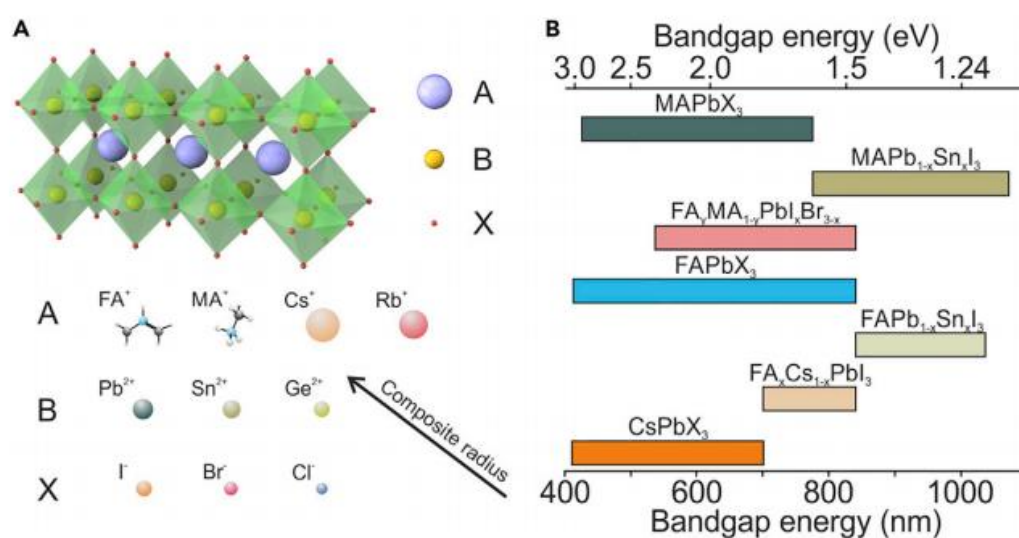 A
A
B
X
A
FA⁺ MA⁺ Cs⁺ Rb⁺
B
Pb²⁺ Sn²⁺ Ge²⁺
X
I⁻ Br⁻ Cl⁻
Composite radius
B
Bandgap energy (eV)
3.0 2.5 2.0 1.5 1.24
MAPbX₃
MAPb₁₋ₓSnₓI₃
FAᵧMA₁₋ᵧPbIₓBr₃₋ₓ
FAPbX₃
FAPb₁₋ₓSnₓI₃
FAₓCs₁₋ₓPbI₃
CsPbX₃
400 600 800 1000
Bandgap energy (nm)